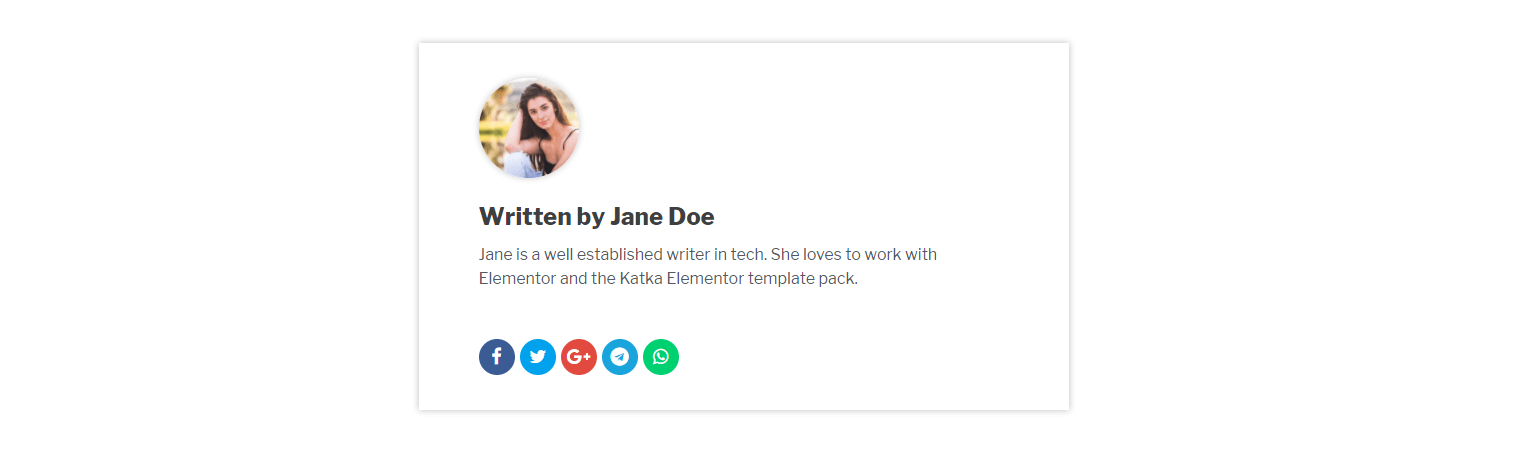 Written by Jane Doe
Jane is a well established writer in tech. She loves to work with
Elementor and the Katka Elementor template pack.